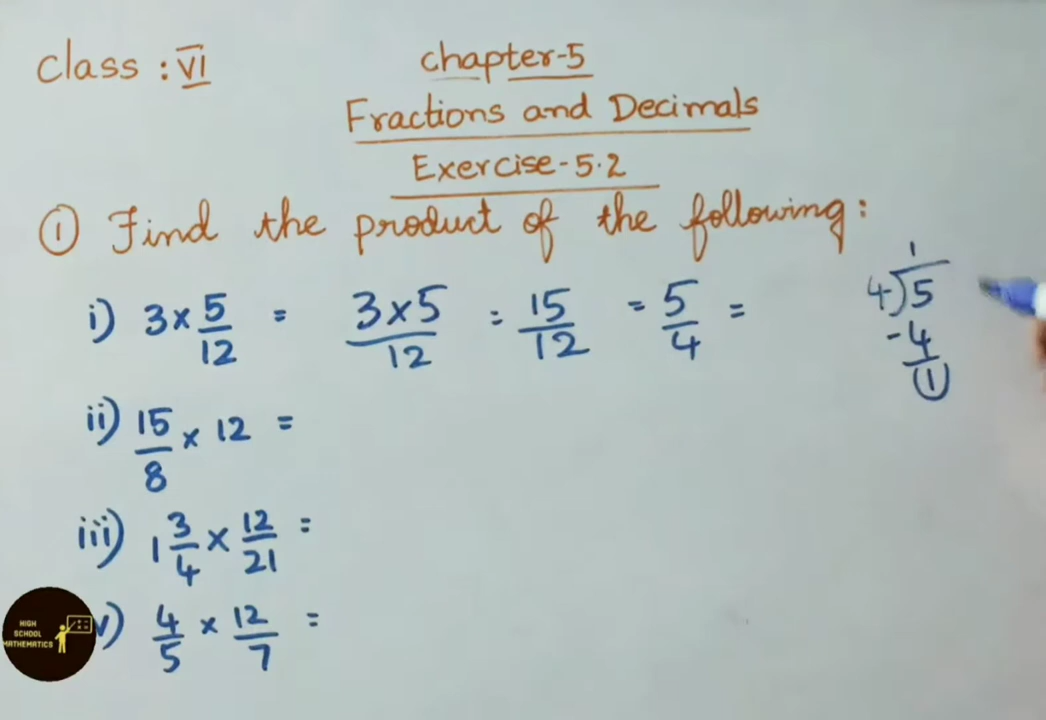 Class : VI
Chapter-5
Fractions and Decimals
Exercise-5.2
① Find the product of the following:
i) 3 × 5/12 = 3×5/12 = 15/12 = 5/4 =
1
4)5
-4
1
ii) 15/8 × 12 =
iii) 1 3/4 × 12/21 =
v) 4/5 × 12/7 =
HIGH
SCHOOL
MATHEMATICS